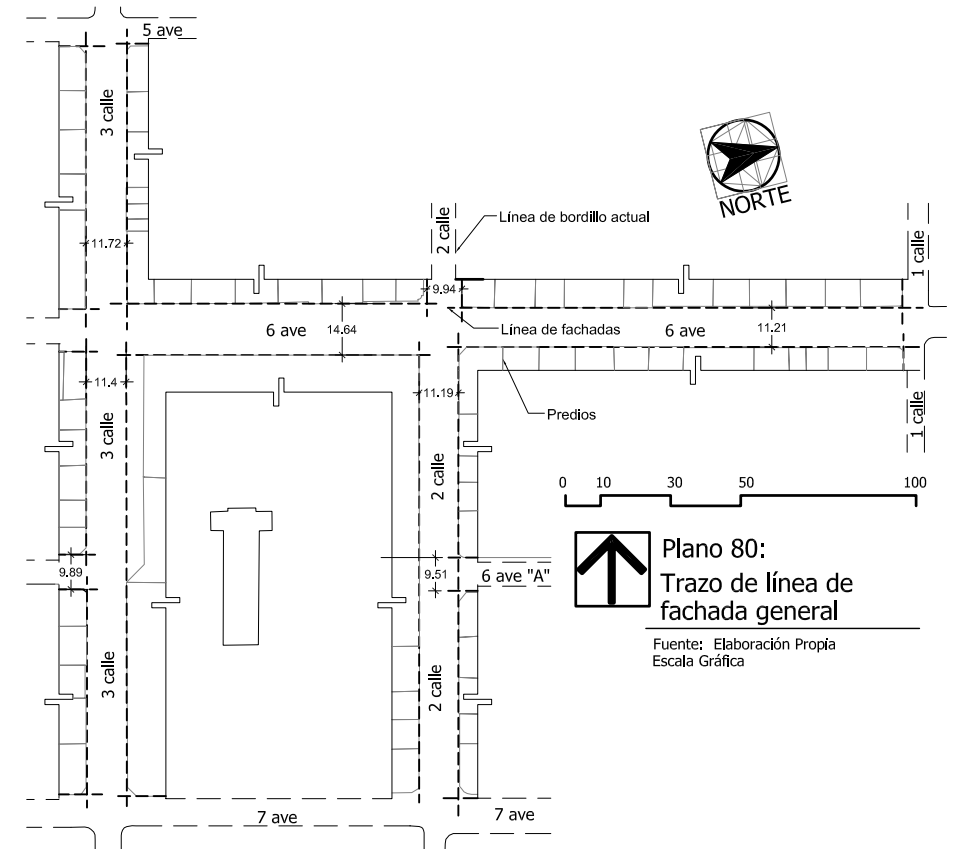 5 ave
3 calle
11.72
2 calle
Línea de bordillo actual
NORTE
1 calle
9.94
6 ave
14.64
Línea de fachadas
6 ave
11.21
11.4
11.19
Predios
3 calle
2 calle
1 calle
0 10 30 50 100
9.89
9.51
6 ave "A"
Plano 80:
Trazo de línea de
fachada general
Fuente: Elaboración Propia
Escala Gráfica
3 calle
2 calle
7 ave
7 ave